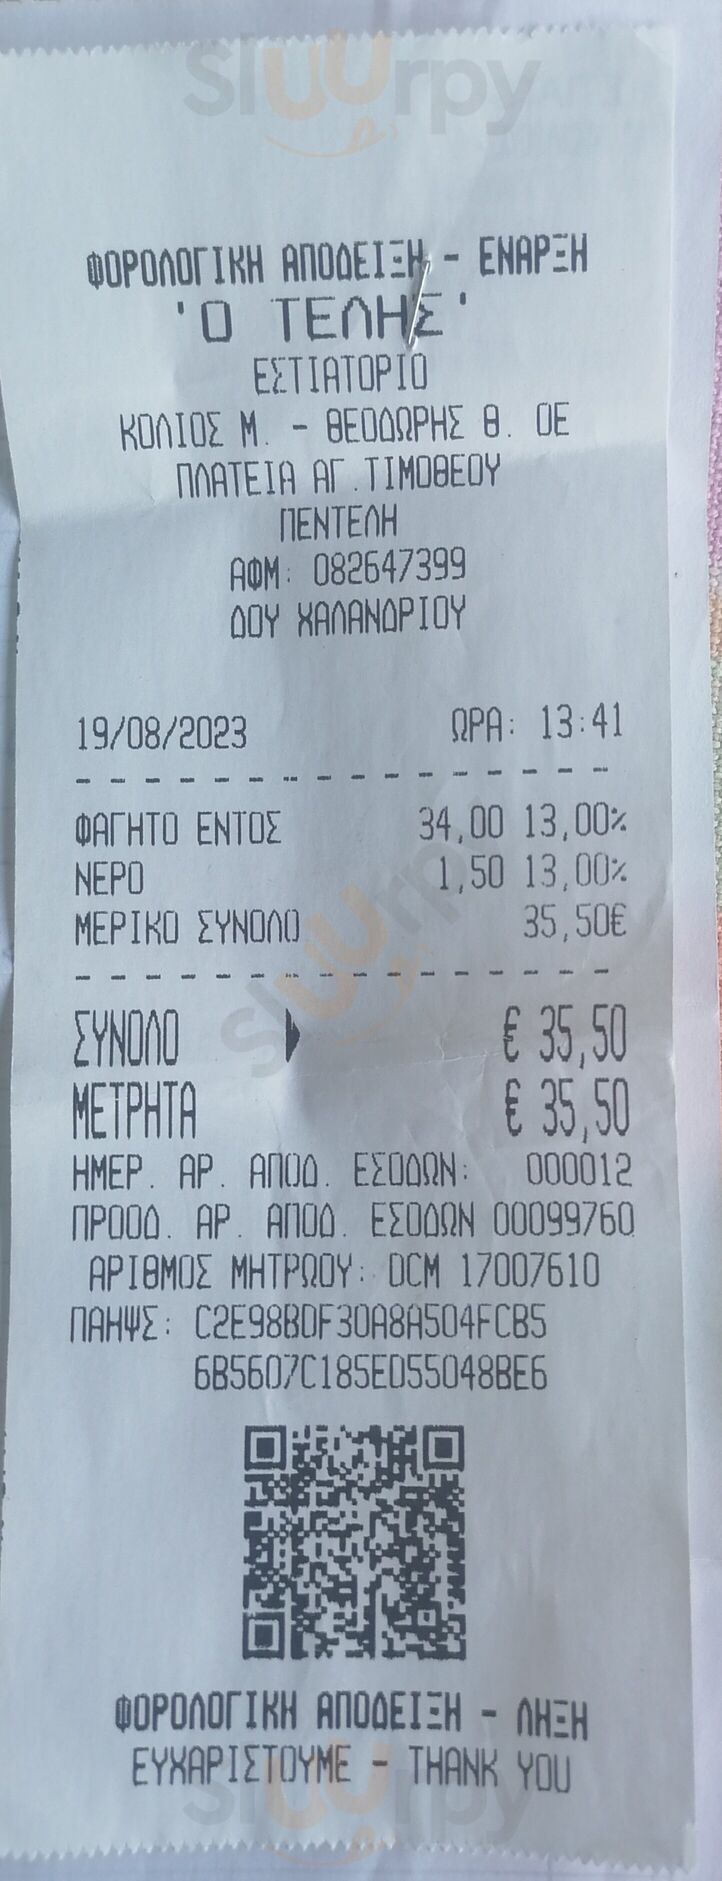 SluUrpy
ΦΟΡΟΛΟΓΙΚΗ ΑΠΟΔΕΙΞΗ - ΕΝΑΡΞΗ
'Ο ΤΕΛΗΣ'
ΕΣΤΙΑΤΟΡΙΟ
ΚΟΛΙΟΣ Μ. - ΘΕΟΔΩΡΗΣ Θ. ΟΕ
ΠΛΑΤΕΙΑ ΑΓ.ΤΙΜΟΘΕΟΥ
ΠΕΝΤΕΛΗ
ΑΦΜ: 082647399
ΔΟΥ ΧΑΛΑΝΔΡΙΟΥ
19/08/2023 ΩΡΑ: 13:41
ΦΑΓΗΤΟ ΕΝΤΟΣ 34,00 13,00%
ΝΕΡΟ 1,50 13,00%
ΜΕΡΙΚΟ ΣΥΝΟΛΟ 35,50€
SluUrpy
ΣΥΝΟΛΟ € 35,50
ΜΕΤΡΗΤΑ € 35,50
ΗΜΕΡ. ΑΡ. ΑΠΟΔ. ΕΣΟΔΩΝ: 000012
ΠΡΟΟΔ. ΑΡ. ΑΠΟΔ. ΕΣΟΔΩΝ 00099760
ΑΡΙΘΜΟΣ ΜΗΤΡΩΟΥ: DCM 17007610
ΠΑΗΨΣ: C2E98BDF30A8A504FCB5
6B5607C185ED55048BE6
ΦΟΡΟΛΟΓΙΚΗ ΑΠΟΔΕΙΞΗ - ΛΗΞΗ
ΕΥΧΑΡΙΣΤΟΥΜΕ - THANK YOU
SluUrpy